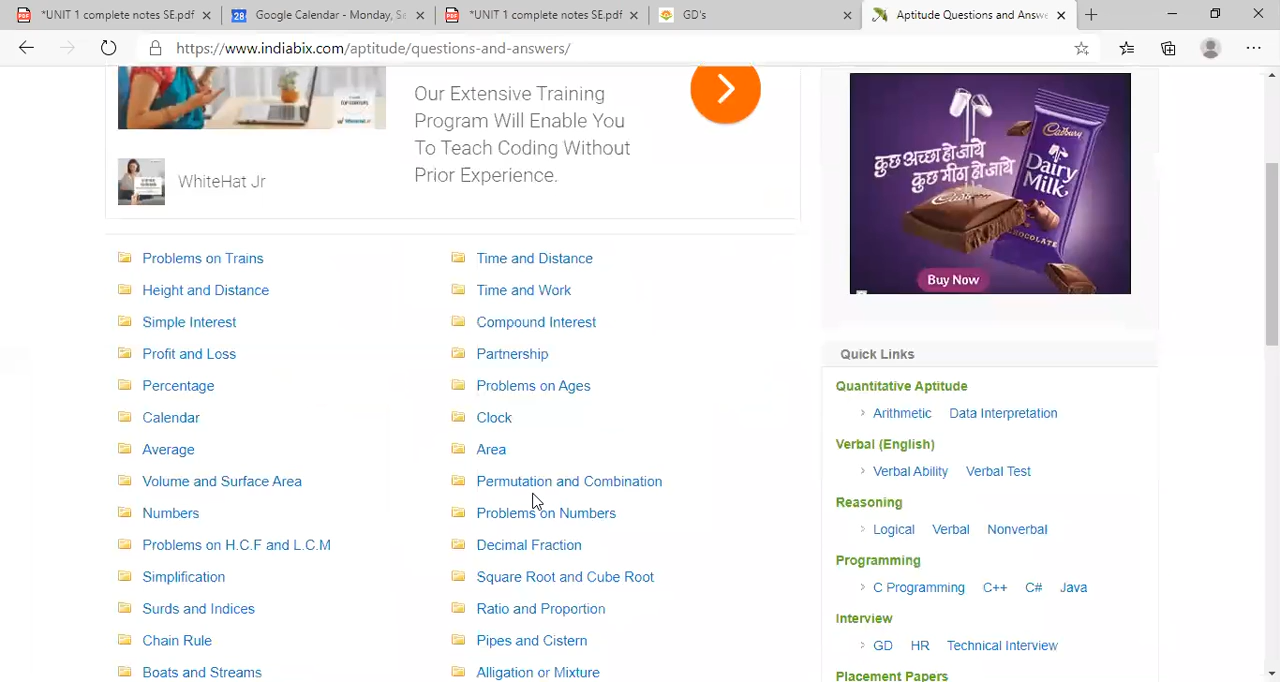 *UNIT 1 complete notes SE.pdf
Google Calendar - Monday, Se
*UNIT 1 complete notes SE.pdf
GD's
Aptitude Questions and Answe
https://www.indiabix.com/aptitude/questions-and-answers/
Our Extensive Training
Program Will Enable You
To Teach Coding Without
Prior Experience.
WhiteHat Jr
कुछ अच्छा हो जाये
कुछ मीठा हो जाये
Cadbury
Dairy
Milk
CHOCOLATE
Buy Now
Problems on Trains
Time and Distance
Height and Distance
Time and Work
Simple Interest
Compound Interest
Profit and Loss
Partnership
Percentage
Problems on Ages
Calendar
Clock
Average
Area
Volume and Surface Area
Permutation and Combination
Numbers
Problems on Numbers
Problems on H.C.F and L.C.M
Decimal Fraction
Simplification
Square Root and Cube Root
Surds and Indices
Ratio and Proportion
Chain Rule
Pipes and Cistern
Boats and Streams
Alligation or Mixture
Quick Links
Quantitative Aptitude
Arithmetic Data Interpretation
Verbal (English)
Verbal Ability Verbal Test
Reasoning
Logical Verbal Nonverbal
Programming
C Programming C++ C# Java
Interview
GD HR Technical Interview
Placement Papers